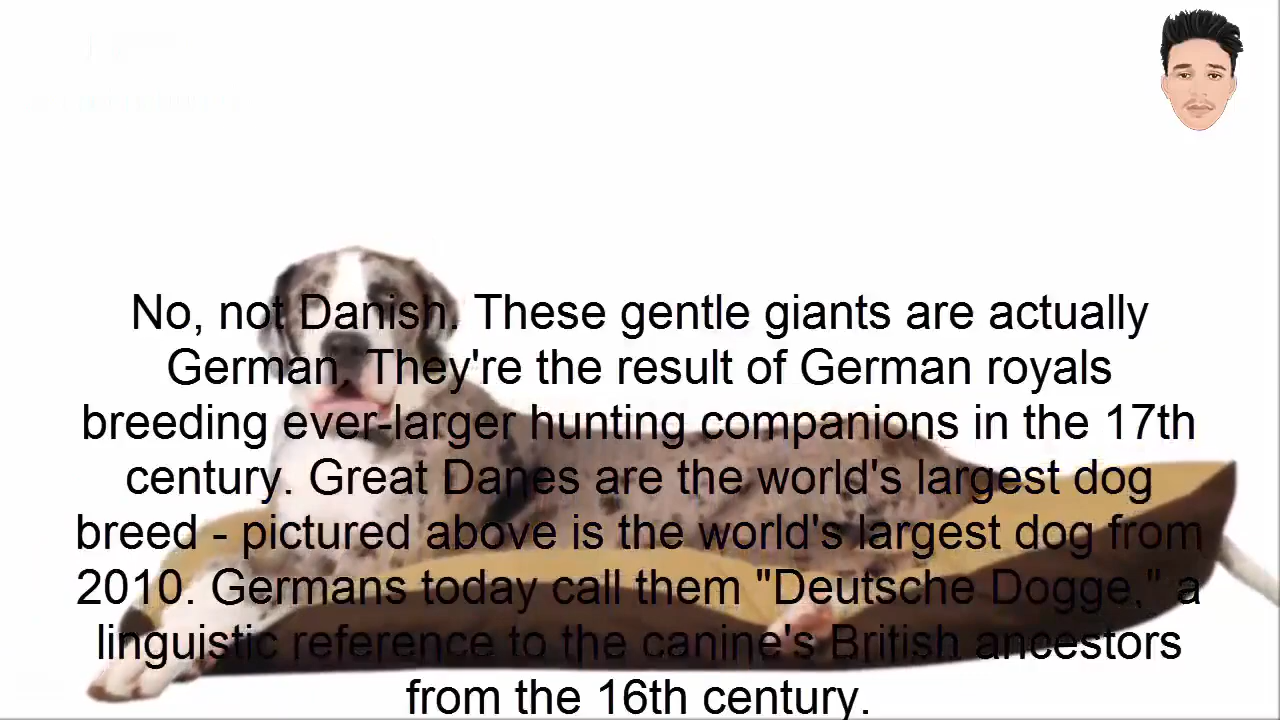 No, not Danish. These gentle giants are actually
German. They're the result of German royals
breeding ever-larger hunting companions in the 17th
century. Great Danes are the world's largest dog
breed - pictured above is the world's largest dog from
2010. Germans today call them "Deutsche Dogge," a
linguistic reference to the canine's British ancestors
from the 16th century.